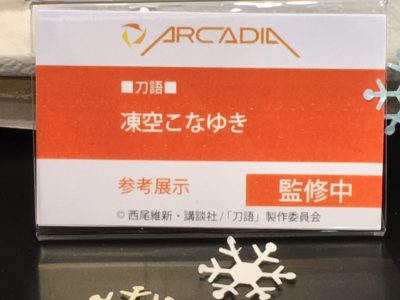 ARCADIA
■刀語■
凍空こなゆき
参考展示
監修中
© 西尾維新・講談社/「刀語」製作委員会